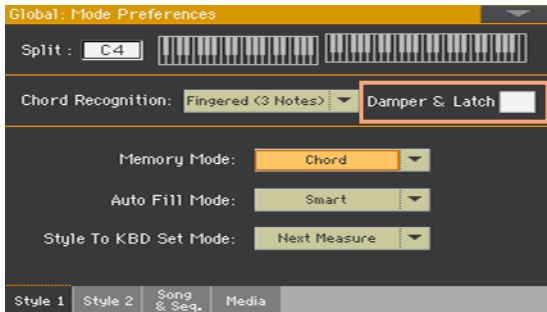 Global: Mode Preferences
Split : C4
Chord Recognition: Fingered (3 Notes) Damper & Latch
Memory Mode: Chord
Auto Fill Mode: Smart
Style To KBD Set Mode: Next Measure
Style 1 Style 2 Song & Seq. Media